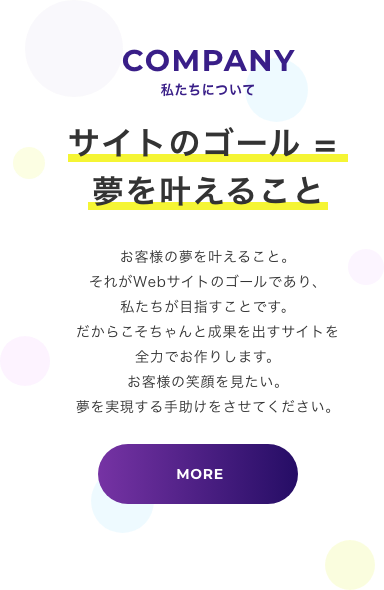 COMPANY
私たちについて
サイトのゴール =
夢を叶えること
お客様の夢を叶えること。
それがWebサイトのゴールであり、
私たちが目指すことです。
だからこそちゃんと成果を出すサイトを
全力でお作りします。
お客様の笑顔を見たい。
夢を実現する手助けをさせてください。
MORE